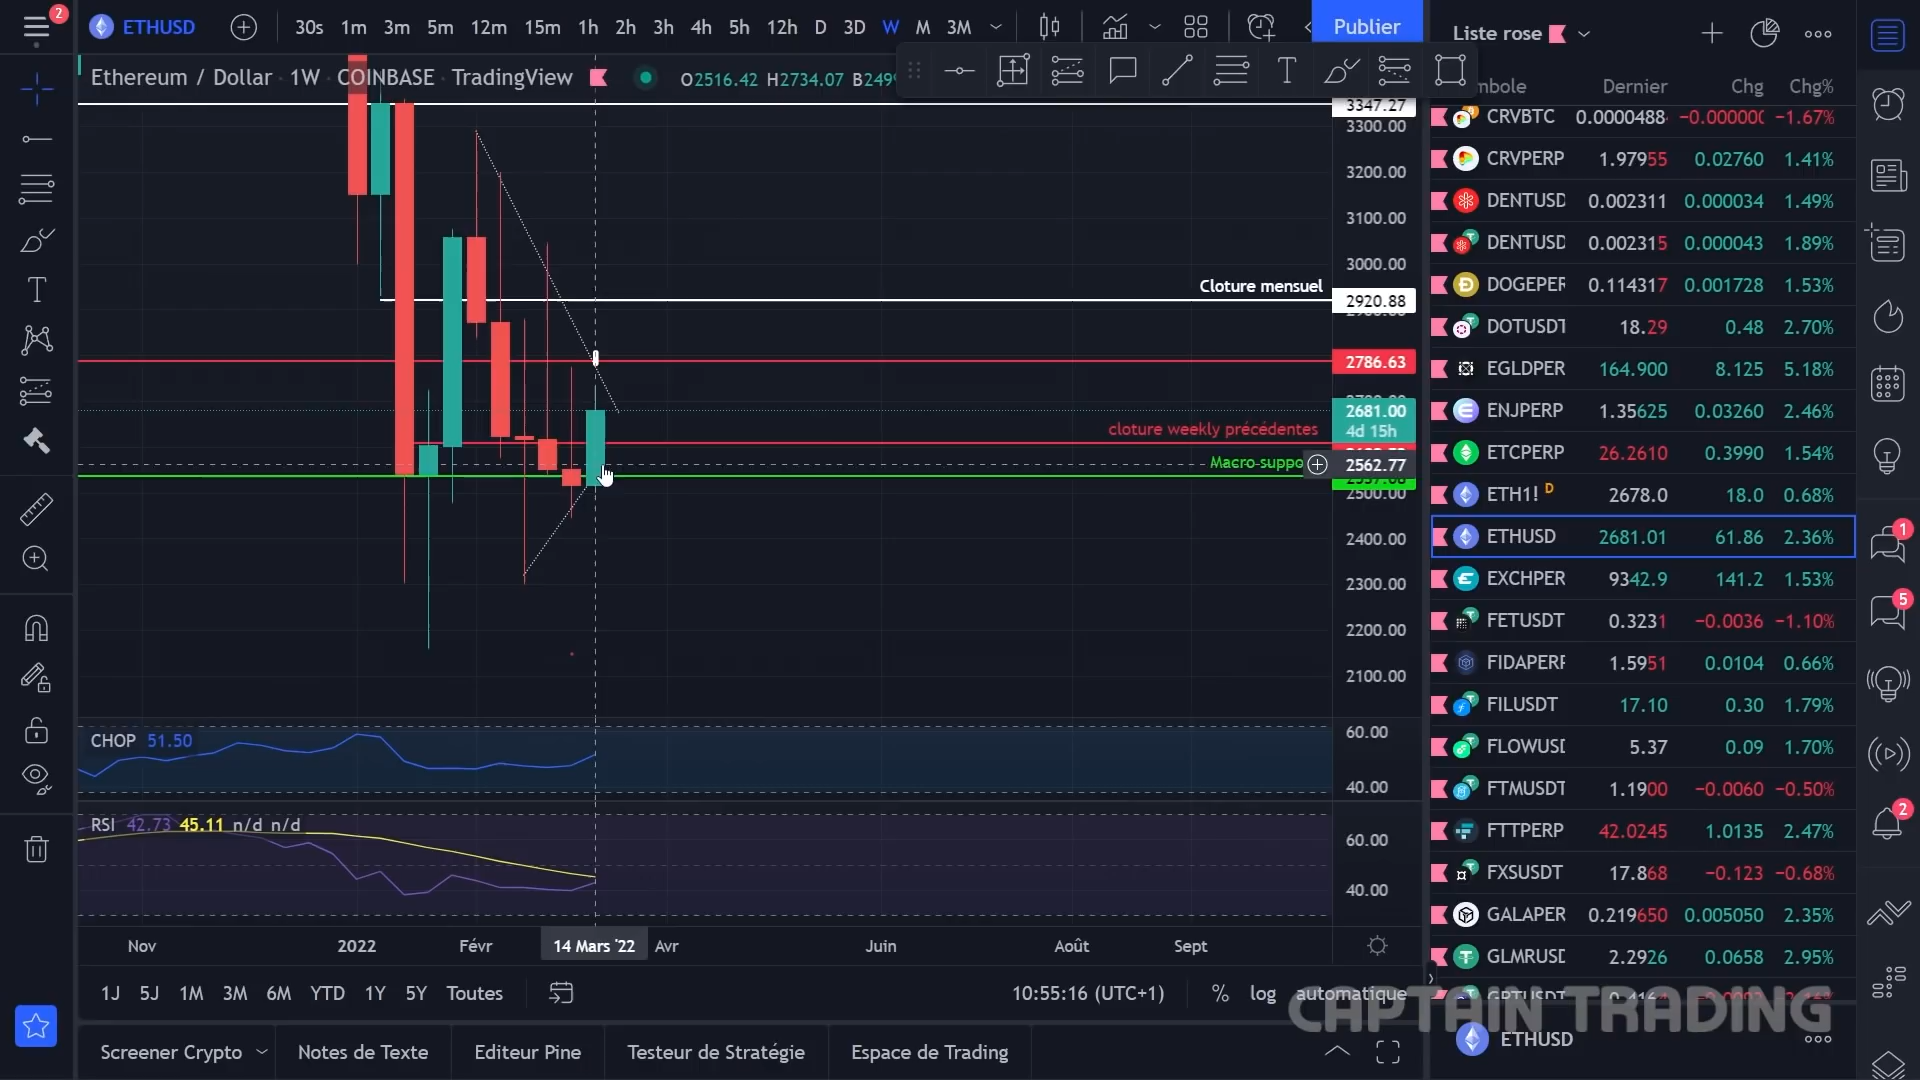 2
ETHUSD
30s 1m 3m 5m 12m 15m 1h 2h 3h 4h 5h 12h D 3D W M 3M
Publier
Ethereum / Dollar · 1W · COINBASE · TradingView
O2516.42 H2734.07 B249
T
3347.27
3300.00
3200.00
3100.00
3000.00
Cloture mensuel
2920.88
2786.63
2681.00
4d 15h
cloture weekly précédentes
Macro-suppo
2562.77
2500.00
2400.00
2300.00
2200.00
2100.00
CHOP 51.50
60.00
40.00
RSI 42.73 45.11 n/d n/d
60.00
40.00
Nov 2022 Févr 14 Mars '22 Avr Juin Août Sept
1J 5J 1M 3M 6M YTD 1Y 5Y Toutes
10:55:16 (UTC+1) % log automatique
Screener Crypto Notes de Texte Editeur Pine Testeur de Stratégie Espace de Trading
Liste rose
mbole Dernier Chg Chg%
CRVBTC 0.0000488 −0.000000 −1.67%
CRVPERP 1.97955 0.02760 1.41%
DENTUSD 0.002311 0.000034 1.49%
DENTUSD 0.002315 0.000043 1.89%
DOGEPER 0.114317 0.001728 1.53%
DOTUSDT 18.29 0.48 2.70%
EGLDPER 164.900 8.125 5.18%
ENJPERP 1.35625 0.03260 2.46%
ETCPERP 26.2610 0.3990 1.54%
ETH1! D 2678.0 18.0 0.68%
ETHUSD 2681.01 61.86 2.36%
EXCHPER 9342.9 141.2 1.53%
FETUSDT 0.3231 −0.0036 −1.10%
FIDAPERF 1.5951 0.0104 0.66%
FILUSDT 17.10 0.30 1.79%
FLOWUSD 5.37 0.09 1.70%
FTMUSDT 1.1900 −0.0060 −0.50%
FTTPERP 42.0245 1.0135 2.47%
FXSUSDT 17.868 −0.123 −0.68%
GALAPER 0.219650 0.005050 2.35%
GLMRUSD 2.2926 0.0658 2.95%
CAPTAIN TRADING
ETHUSD
1
5
2